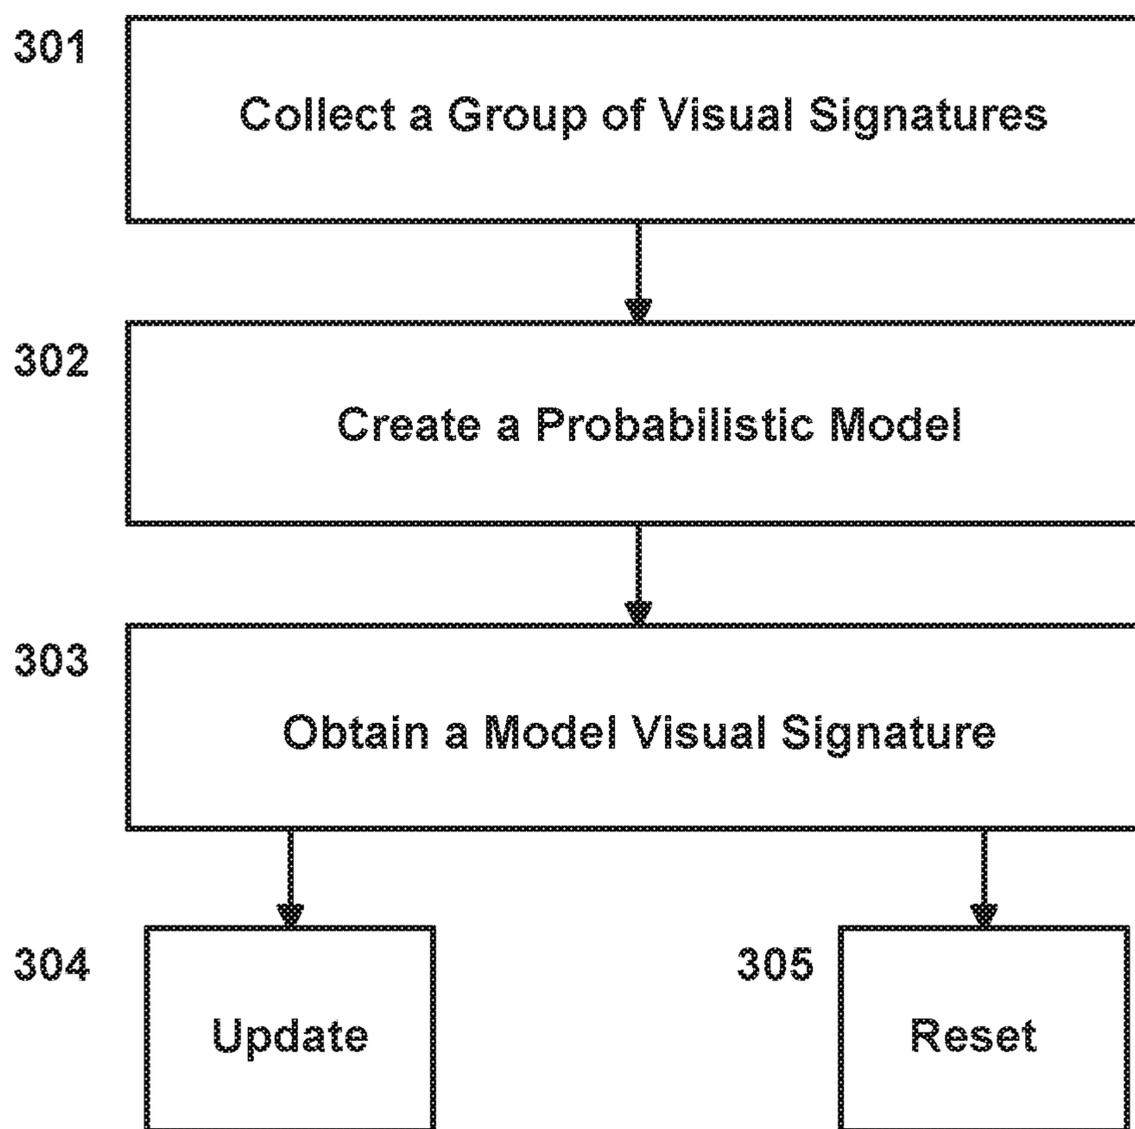 301
Collect a Group of Visual Signatures
302
Create a Probabilistic Model
303
Obtain a Model Visual Signature
304
Update
305
Reset